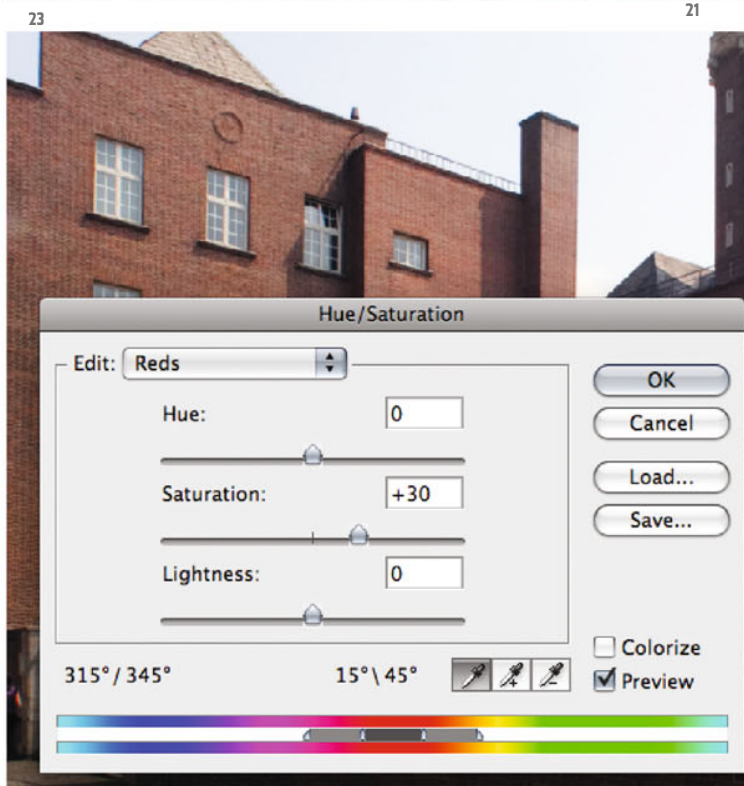 23
21
Hue/Saturation
Edit: Reds
Hue: 0
Saturation: +30
Lightness: 0
OK
Cancel
Load...
Save...
315°/345° 15°\45°
Colorize
Preview